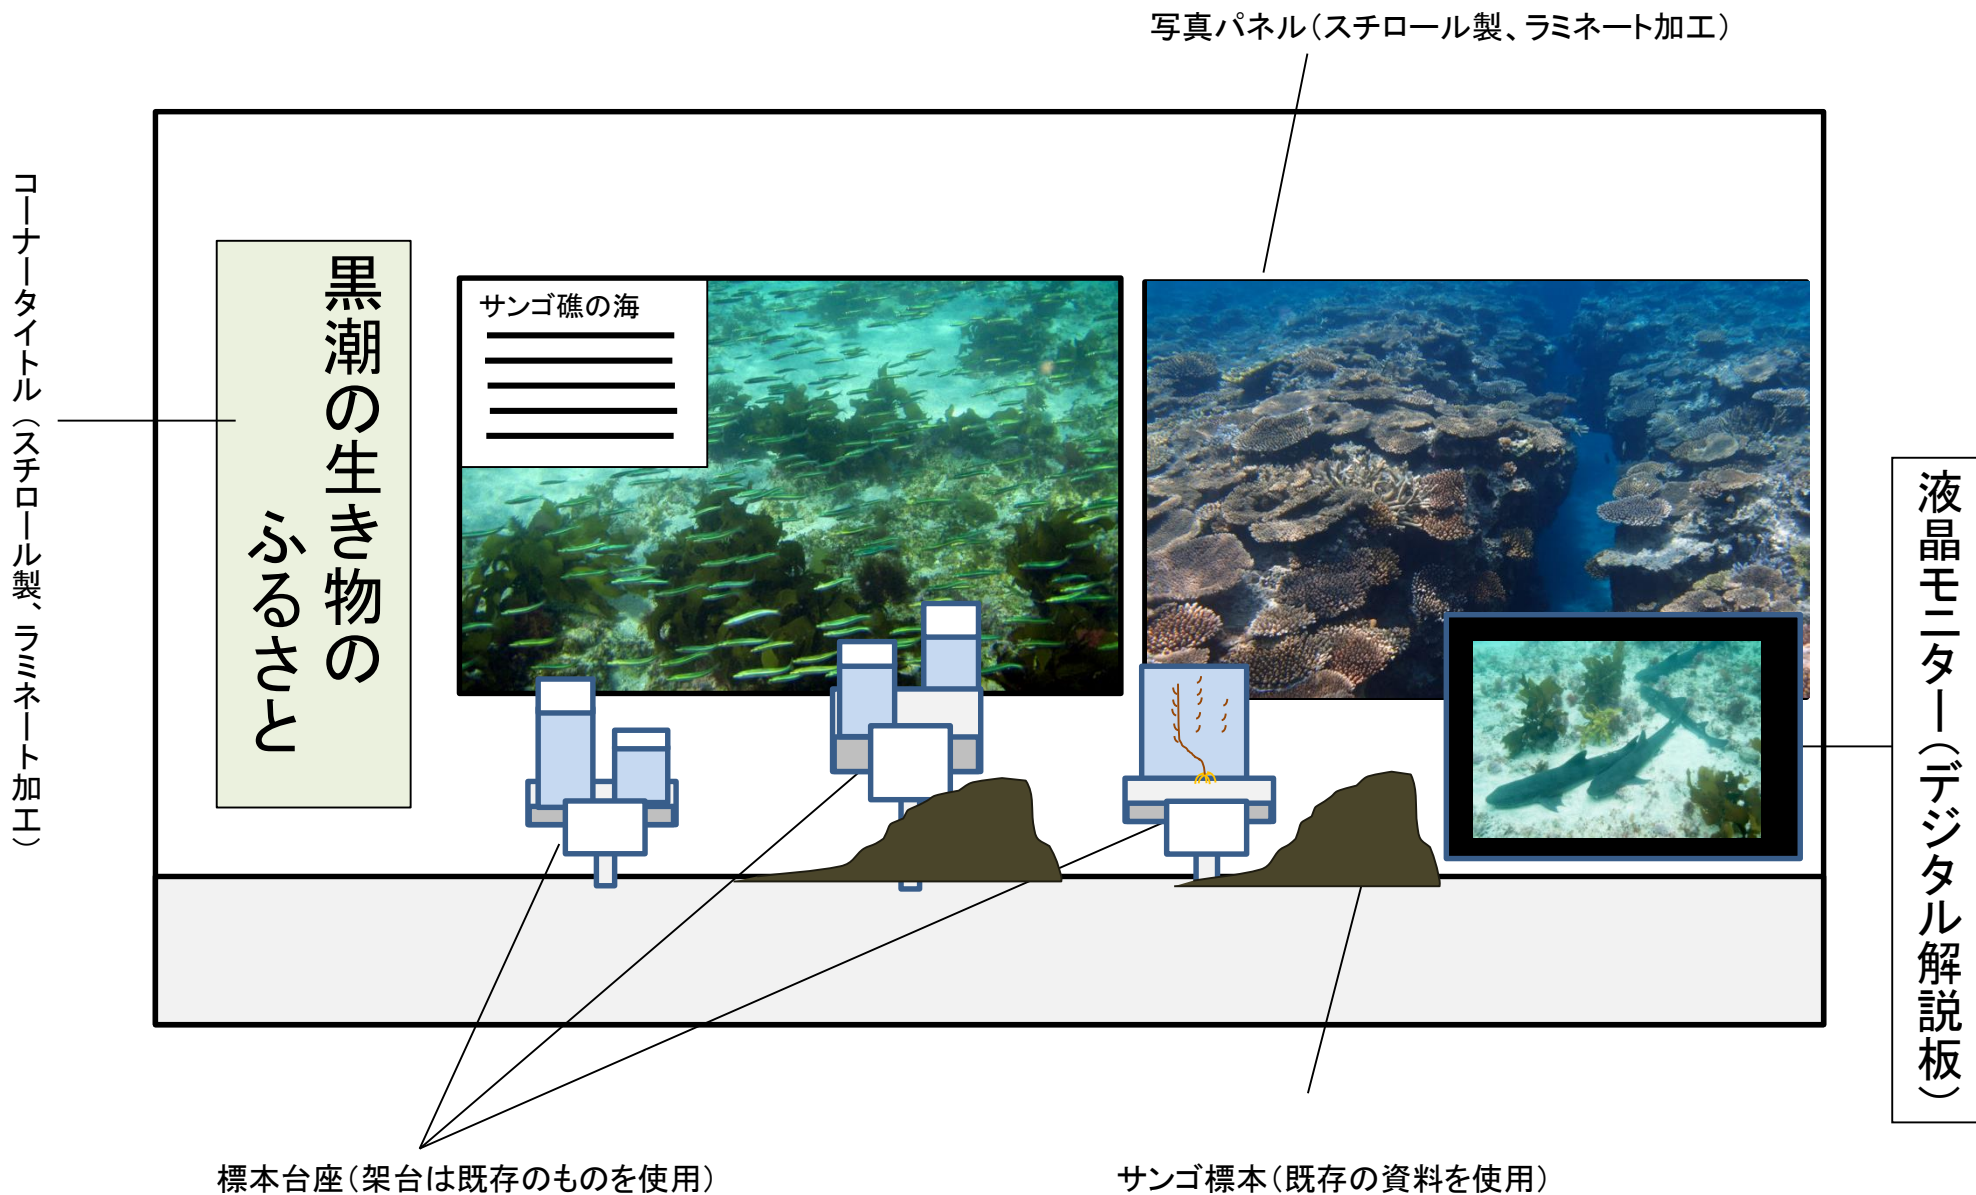 写真パネル（スチロール製、ラミネート加工）
コーナータイトル（スチロール製、ラミネート加工）
黒潮の生き物の
ふるさと
サンゴ礁の海
液晶モニター（デジタル解説板）
標本台座（架台は既存のものを使用）
サンゴ標本（既存の資料を使用）